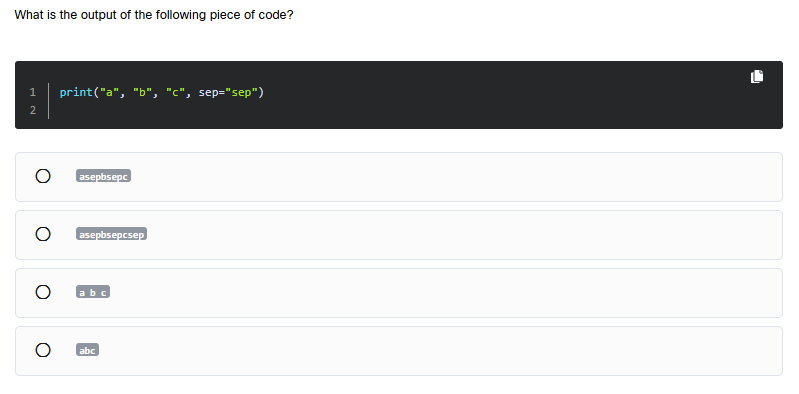 What is the output of the following piece of code?
1 print("a", "b", "c", sep="sep")
2
asepbsepc
asepbsepcsep
a b c
abc